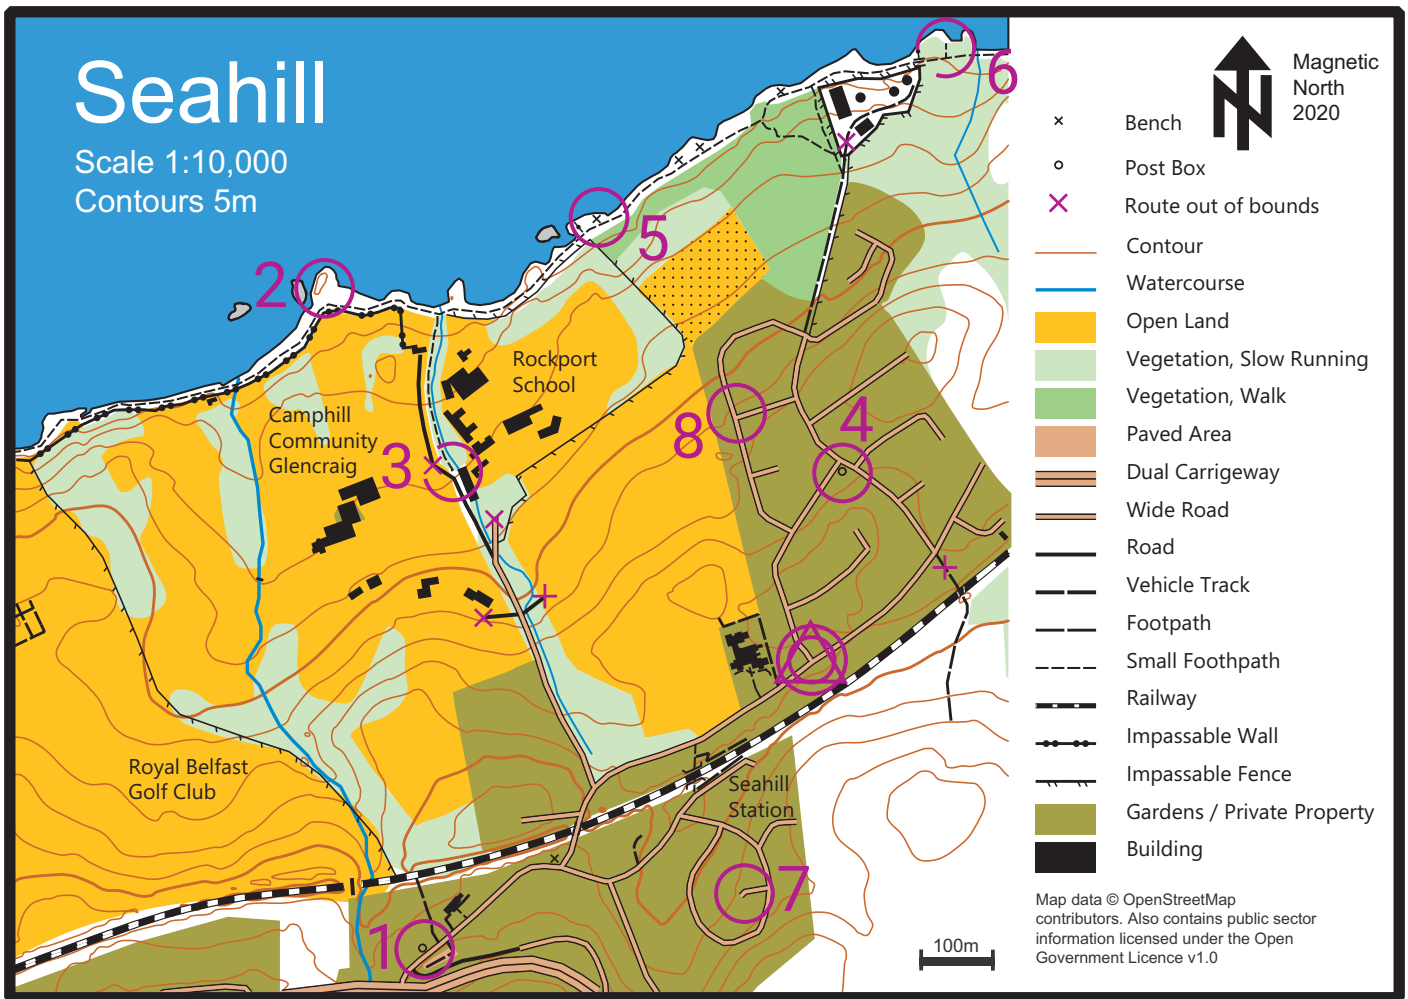 Seahill
Scale 1:10,000
Contours 5m
Magnetic
North
2020
6
5
2
Rockport
School
Camphill
Community
Glencraig
3
8
4
Royal Belfast
Golf Club
Seahill
Station
7
1
100m
Bench
Post Box
Route out of bounds
Contour
Watercourse
Open Land
Vegetation, Slow Running
Vegetation, Walk
Paved Area
Dual Carrigeway
Wide Road
Road
Vehicle Track
Footpath
Small Foothpath
Railway
Impassable Wall
Impassable Fence
Gardens / Private Property
Building
Map data © OpenStreetMap
contributors. Also contains public sector
information licensed under the Open
Government Licence v1.0